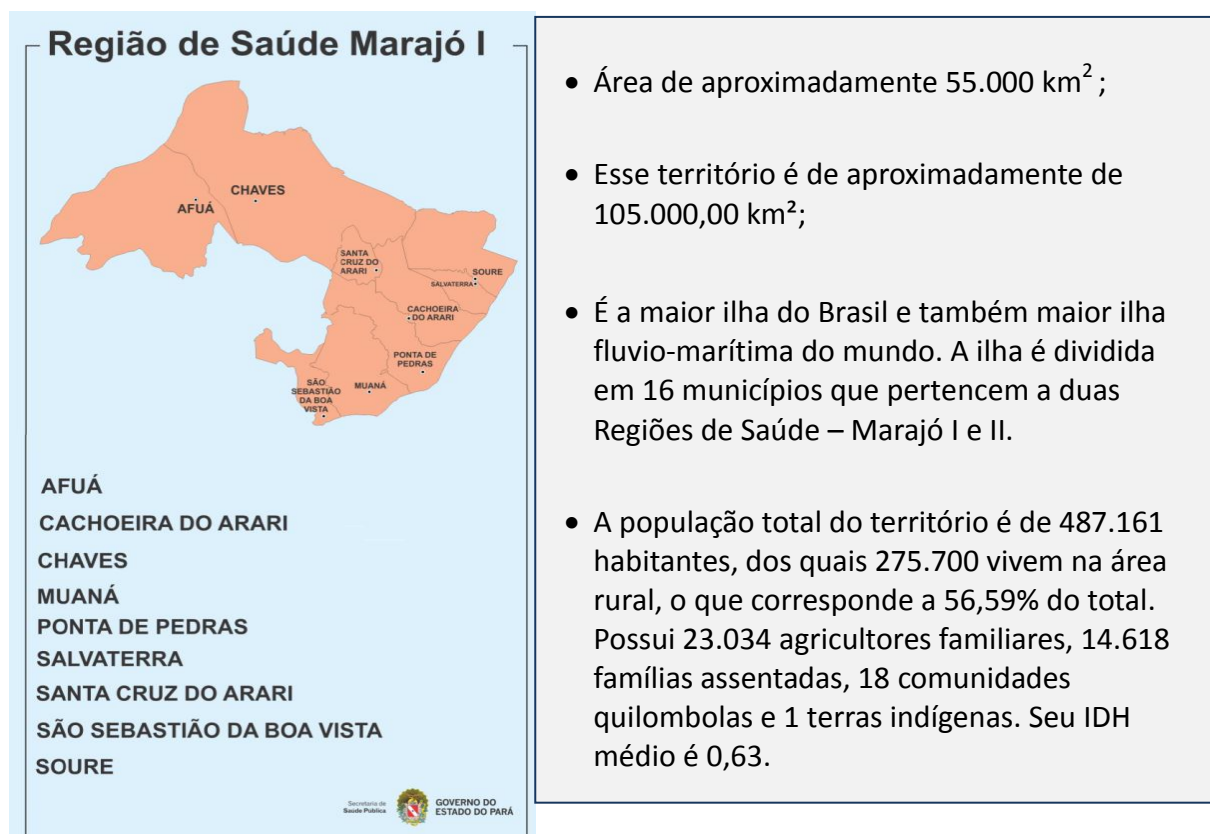 Região de Saúde Marajó I
CHAVES
AFUÁ
SANTA
CRUZ DO
ARARI
SOURE
SALVATERRA
CACHOEIRA
DO ARARI
PONTA DE
PEDRAS
SÃO
SEBASTIÃO
DA BOA
VISTA
MUANÁ
AFUÁ
CACHOEIRA DO ARARI
CHAVES
MUANÁ
PONTA DE PEDRAS
SALVATERRA
SANTA CRUZ DO ARARI
SÃO SEBASTIÃO DA BOA VISTA
SOURE
Secretaria de
Saúde Pública
GOVERNO DO
ESTADO DO PARÁ
• Área de aproximadamente 55.000 km²;
• Esse território é de aproximadamente de
105.000,00 km²;
• É a maior ilha do Brasil e também maior ilha
fluvio-marítima do mundo. A ilha é dividida
em 16 municípios que pertencem a duas
Regiões de Saúde – Marajó I e II.
• A população total do território é de 487.161
habitantes, dos quais 275.700 vivem na área
rural, o que corresponde a 56,59% do total.
Possui 23.034 agricultores familiares, 14.618
famílias assentadas, 18 comunidades
quilombolas e 1 terras indígenas. Seu IDH
médio é 0,63.